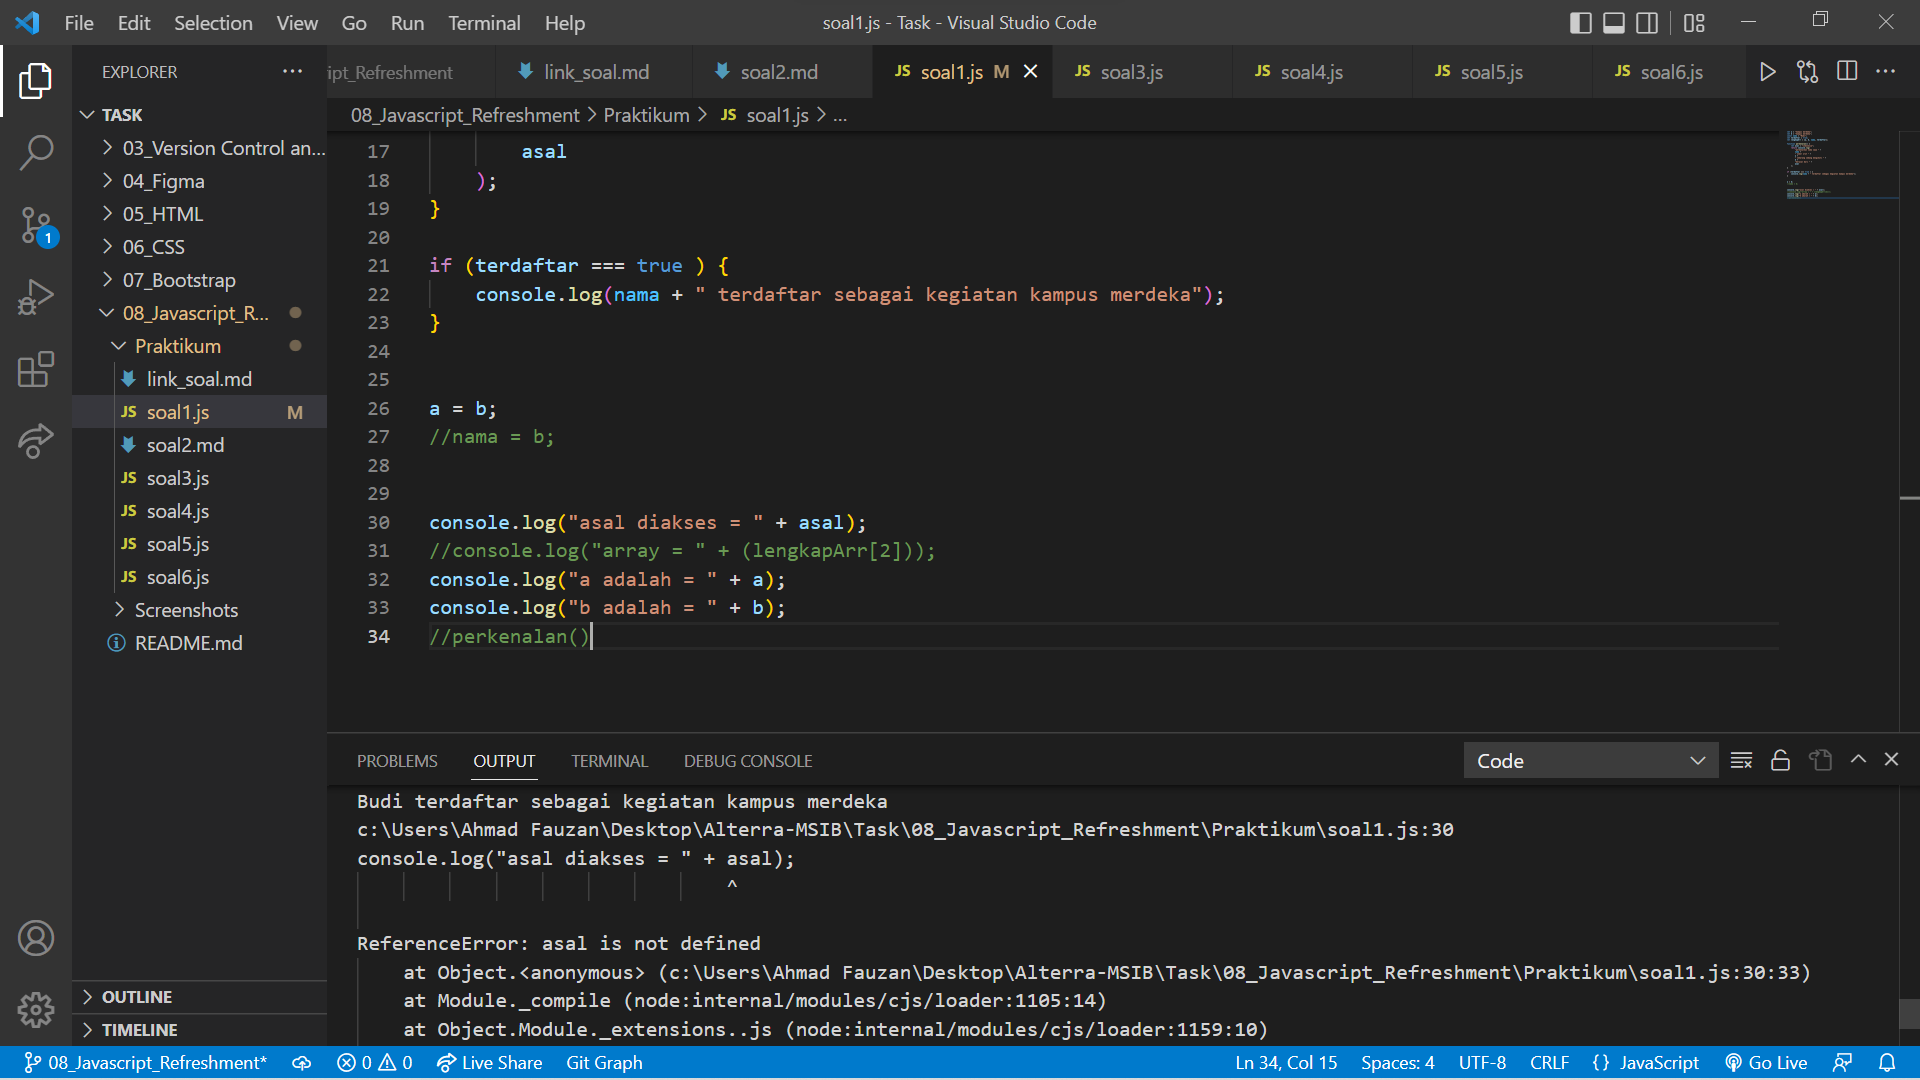 File Edit Selection View Go Run Terminal Help
soal1.js - Task - Visual Studio Code
EXPLORER
ipt_Refreshment
link_soal.md
soal2.md
JS soal1.js M
JS soal3.js
JS soal4.js
JS soal5.js
JS soal6.js
08_Javascript_Refreshment > Praktikum > JS soal1.js > ...
TASK
03_Version Control an...
04_Figma
05_HTML
06_CSS
07_Bootstrap
08_Javascript_R...
Praktikum
link_soal.md
JS soal1.js M
soal2.md
JS soal3.js
JS soal4.js
JS soal5.js
JS soal6.js
Screenshots
README.md
OUTLINE
TIMELINE
1
17 asal
18 );
19 }
20
21 if (terdaftar === true ) {
22 console.log(nama + " terdaftar sebagai kegiatan kampus merdeka");
23 }
24
25
26 a = b;
27 //nama = b;
28
29
30 console.log("asal diakses = " + asal);
31 //console.log("array = " + (lengkapArr[2]));
32 console.log("a adalah = " + a);
33 console.log("b adalah = " + b);
34 //perkenalan()
PROBLEMS OUTPUT TERMINAL DEBUG CONSOLE
Code
Budi terdaftar sebagai kegiatan kampus merdeka
c:\Users\Ahmad Fauzan\Desktop\Alterra-MSIB\Task\08_Javascript_Refreshment\Praktikum\soal1.js:30
console.log("asal diakses = " + asal);
^
ReferenceError: asal is not defined
at Object.<anonymous> (c:\Users\Ahmad Fauzan\Desktop\Alterra-MSIB\Task\08_Javascript_Refreshment\Praktikum\soal1.js:30:33)
at Module._compile (node:internal/modules/cjs/loader:1105:14)
at Object.Module._extensions..js (node:internal/modules/cjs/loader:1159:10)
08_Javascript_Refreshment* 0 0 Live Share Git Graph
Ln 34, Col 15 Spaces: 4 UTF-8 CRLF {} JavaScript Go Live